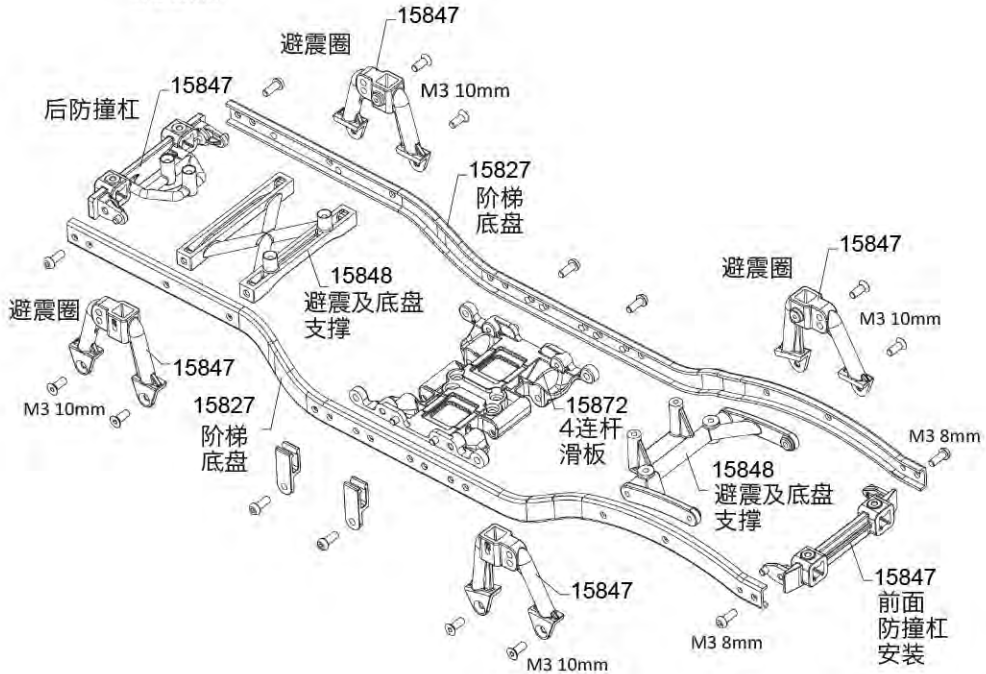 15847
避震圈
M3 10mm
15847
后防撞杠
15827
阶梯
底盘
15848
避震及底盘
支撑
15847
避震圈
M3 10mm
避震圈
15847
M3 10mm
15827
阶梯
底盘
15872
4连杆
滑板
M3 8mm
15848
避震及底盘
支撑
15847
M3 10mm
M3 8mm
15847
前面
防撞杠
安装